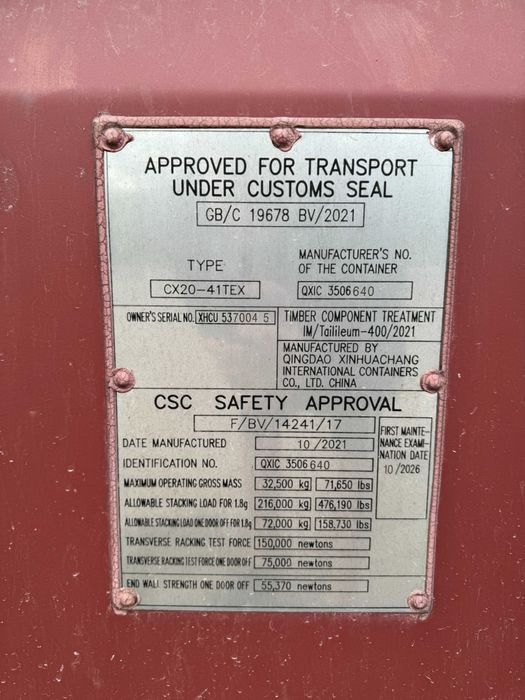 APPROVED FOR TRANSPORT
UNDER CUSTOMS SEAL
GB/C 19678 BV/2021
TYPE
CX20-41TEX
MANUFACTURER'S NO.
OF THE CONTAINER
QXIC 3506640
OWNER'S SERIAL NO. XHCU 537004 5
TIMBER COMPONENT TREATMENT
IM/Tailileum-400/2021
MANUFACTURED BY
QINGDAO XINHUACHANG
INTERNATIONAL CONTAINERS
CO., LTD. CHINA
CSC SAFETY APPROVAL
F/BV/14241/17
DATE MANUFACTURED 10/2021
IDENTIFICATION NO. QXIC 3506640
FIRST MAINTE-
NANCE EXAMI-
NATION DATE
10/2026
MAXIMUM OPERATING GROSS MASS 32,500 kg 71,650 lbs
ALLOWABLE STACKING LOAD FOR 1.8g 216,000 kg 476,190 lbs
ALLOWABLE STACKING LOAD ONE DOOR OFF FOR 1.8g 72,000 kg 158,730 lbs
TRANSVERSE RACKING TEST FORCE 150,000 newtons
TRANSVERSE RACKING TEST FORCE ONE DOOR OFF 75,000 newtons
END WALL STRENGTH ONE DOOR OFF 55,370 newtons